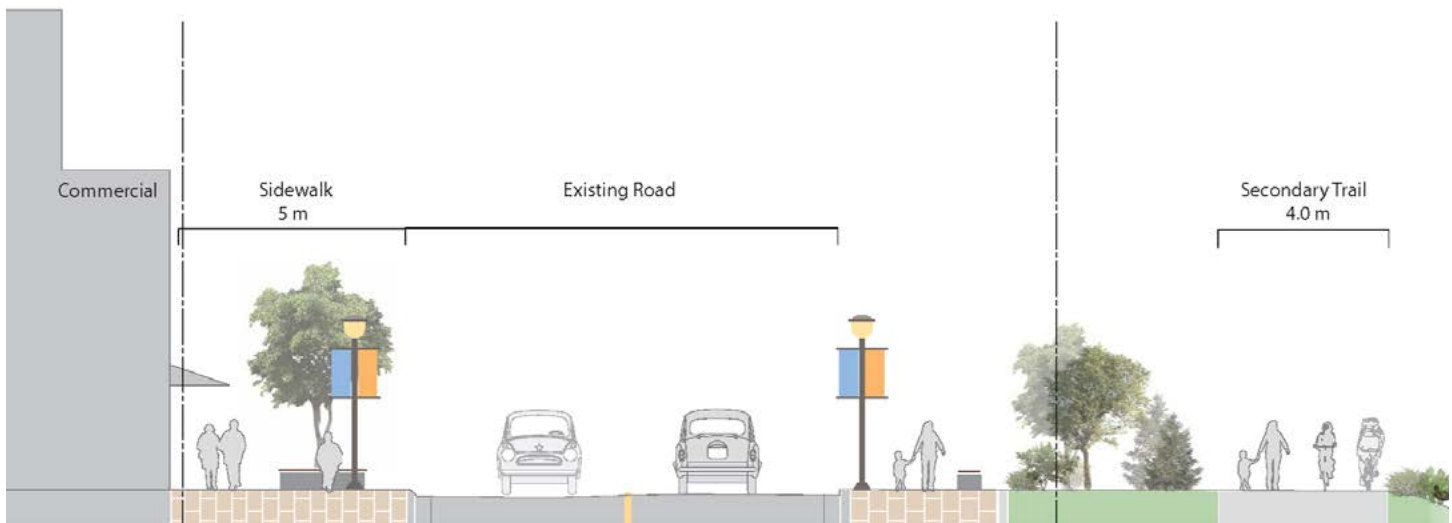 Commercial
Sidewalk
5 m
Existing Road
Secondary Trail
4.0 m